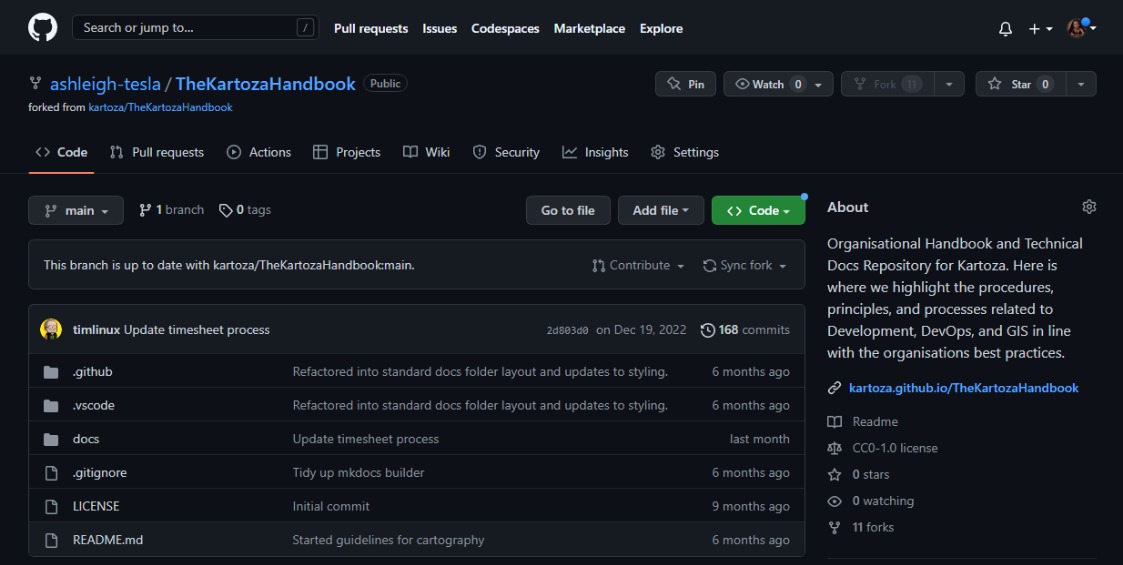 Search or jump to... / Pull requests Issues Codespaces Marketplace Explore
ashleigh-tesla / TheKartozaHandbook Public Pin Watch 0 Fork 11 Star 0
forked from kartoza/TheKartozaHandbook
Code Pull requests Actions Projects Wiki Security Insights Settings
main 1 branch 0 tags Go to file Add file Code
This branch is up to date with kartoza/TheKartozaHandbook:main. Contribute Sync fork
timlinux Update timesheet process 2d803d0 on Dec 19, 2022 168 commits
.github Refactored into standard docs folder layout and updates to styling. 6 months ago
.vscode Refactored into standard docs folder layout and updates to styling. 6 months ago
docs Update timesheet process last month
.gitignore Tidy up mkdocs builder 6 months ago
LICENSE Initial commit 9 months ago
README.md Started guidelines for cartography 6 months ago
About
Organisational Handbook and Technical
Docs Repository for Kartoza. Here is
where we highlight the procedures,
principles, and processes related to
Development, DevOps, and GIS in line
with the organisations best practices.
kartoza.github.io/TheKartozaHandbook
Readme
CC0-1.0 license
0 stars
0 watching
11 forks